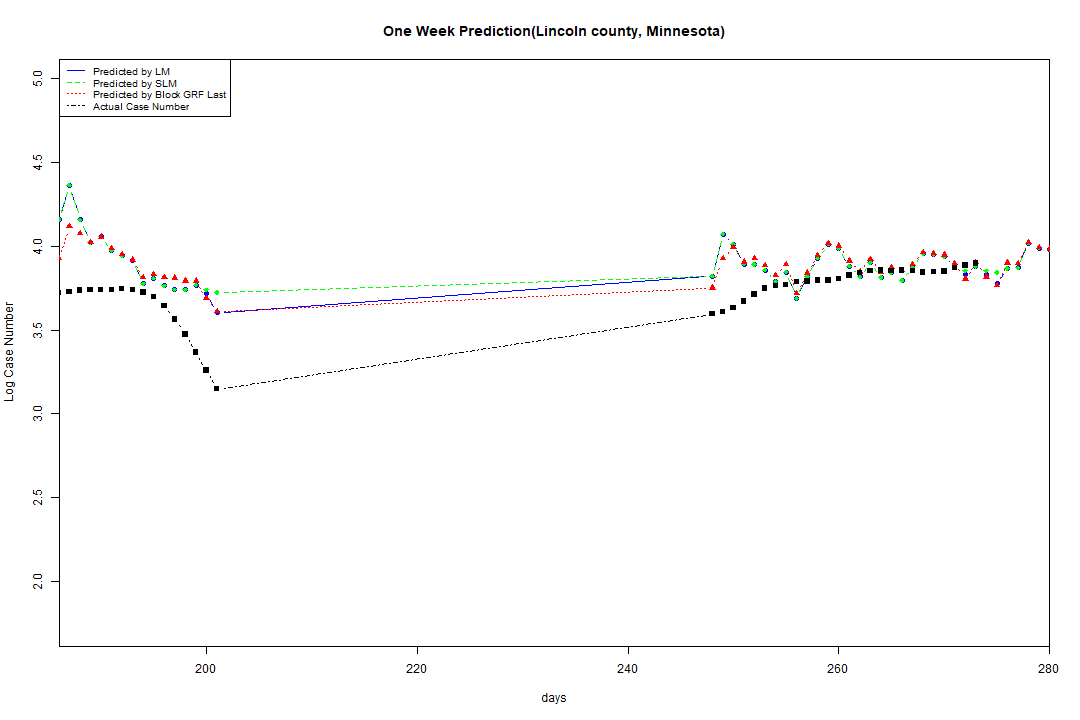 One Week Prediction(Lincoln county, Minnesota)
Predicted by LM
Predicted by SLM
Predicted by Block GRF Last
Actual Case Number
5.0
4.5
4.0
3.5
3.0
2.5
2.0
Log Case Number
200 220 240 260 280
days